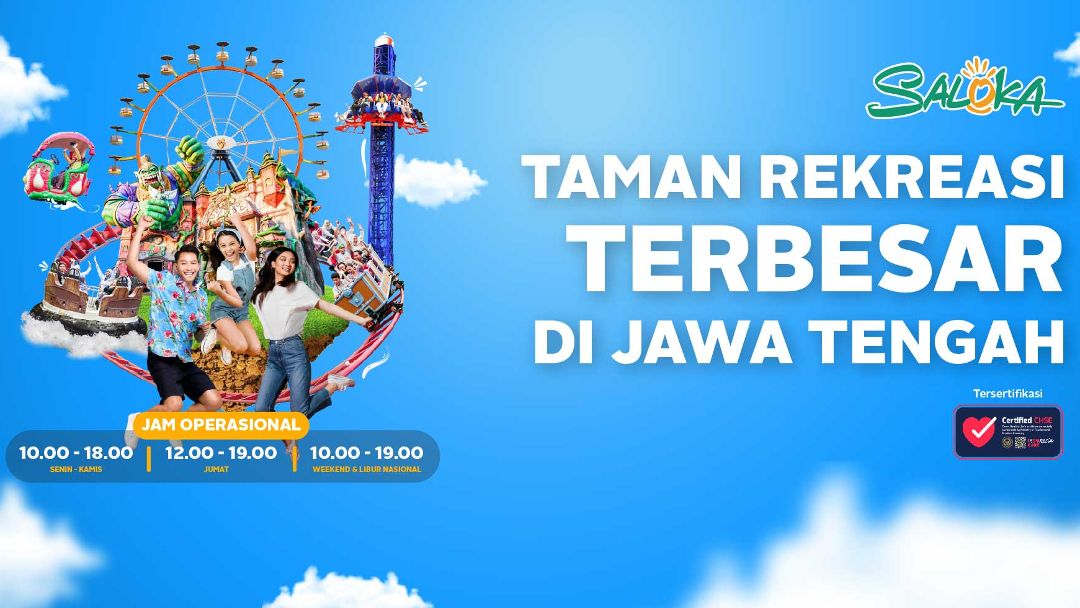 SALOKA
TAMAN REKREASI
TERBESAR
DI JAWA TENGAH
Tersertifikasi
Certified CHSE
JAM OPERASIONAL
10.00 - 18.00
SENIN - KAMIS
12.00 - 19.00
JUMAT
10.00 - 19.00
WEEKEND & LIBUR NASIONAL